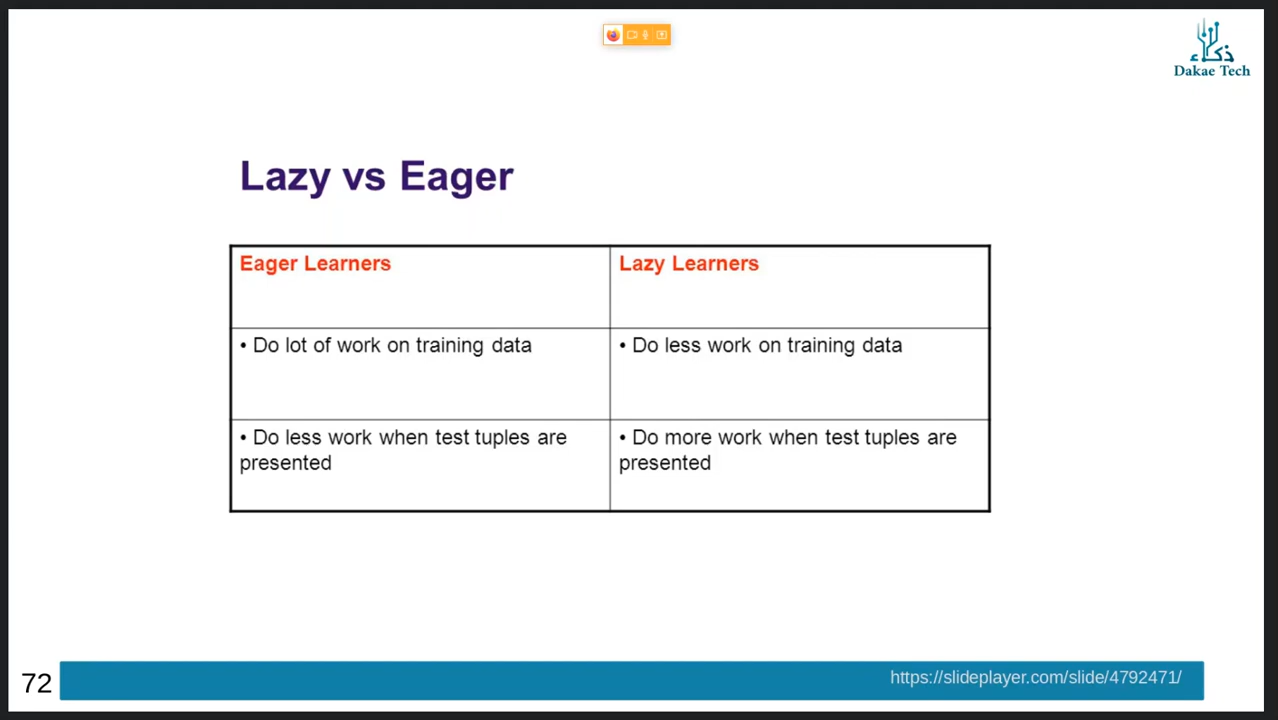 ذكاء
Dakae Tech
Lazy vs Eager
Eager Learners
Lazy Learners
• Do lot of work on training data
• Do less work on training data
• Do less work when test tuples are
presented
• Do more work when test tuples are
presented
72
https://slideplayer.com/slide/4792471/